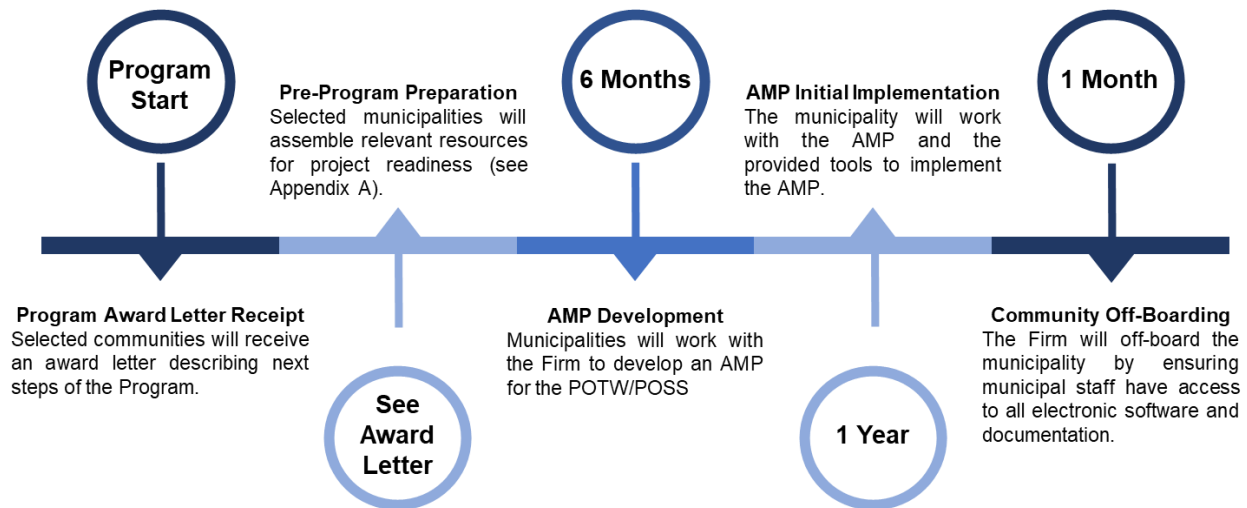 Program
Start
Program Award Letter Receipt
Selected communities will receive
an award letter describing next
steps of the Program.
Pre-Program Preparation
Selected municipalities will
assemble relevant resources
for project readiness (see
Appendix A).
See
Award
Letter
6 Months
AMP Development
Municipalities will work with
the Firm to develop an AMP
for the POTW/POSS
AMP Initial Implementation
The municipality will work
with the AMP and the
provided tools to implement
the AMP.
1 Year
1 Month
Community Off-Boarding
The Firm will off-board the
municipality by ensuring
municipal staff have access
to all electronic software and
documentation.